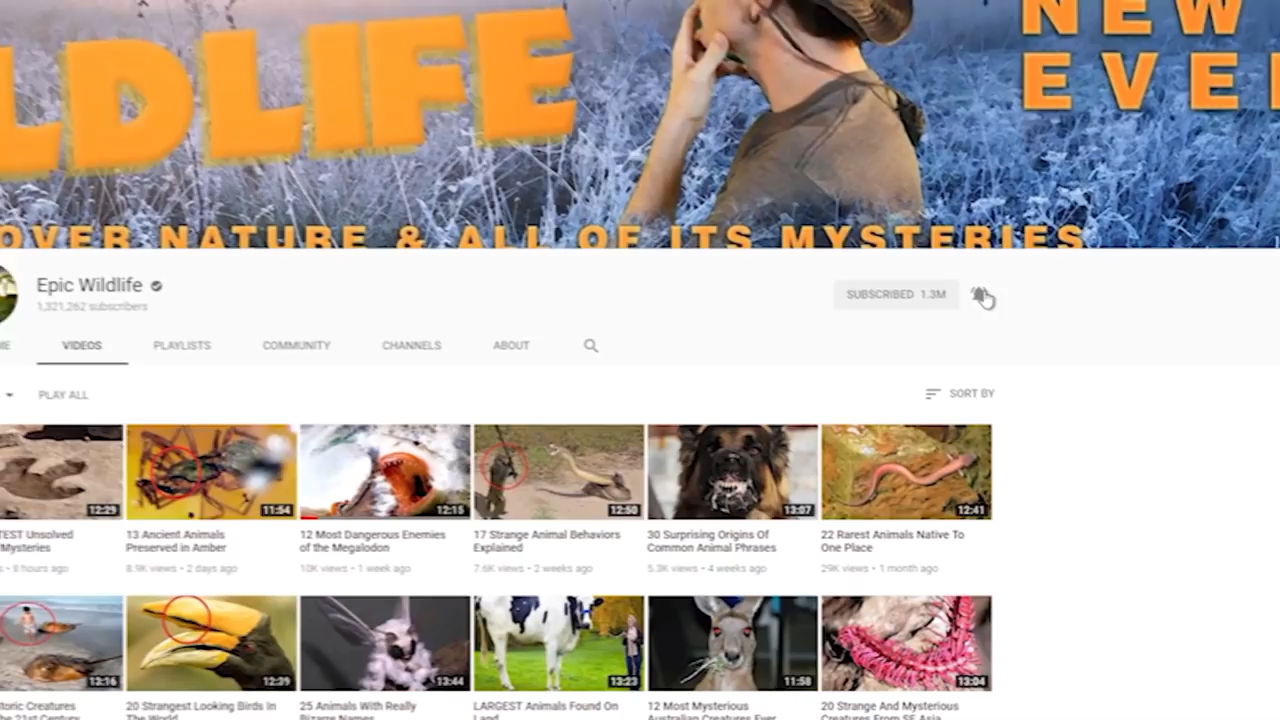 NEW
LDLIFE
EVE
OVER NATURE & ALL OF ITS MYSTERIES
Epic Wildlife
1,321,262 subscribers
SUBSCRIBED 1.3M
ME
VIDEOS
PLAYLISTS
COMMUNITY
CHANNELS
ABOUT
PLAY ALL
SORT BY
12:29
11:54
12:15
12:50
13:07
12:41
TEST Unsolved
Mysteries
s • 8 hours ago
13 Ancient Animals
Preserved in Amber
8.9K views • 2 days ago
12 Most Dangerous Enemies
of the Megalodon
10K views • 1 week ago
17 Strange Animal Behaviors
Explained
7.6K views • 2 weeks ago
30 Surprising Origins Of
Common Animal Phrases
5.3K views • 4 weeks ago
22 Rarest Animals Native To
One Place
29K views • 1 month ago
13:16
12:39
13:44
13:23
11:58
13:04
toric Creatures
he 21st Century
20 Strangest Looking Birds In
The World
25 Animals With Really
Bizarre Names
LARGEST Animals Found On
Land
12 Most Mysterious
Australian Creatures Ever
20 Strange And Mysterious
Creatures From SE Asia